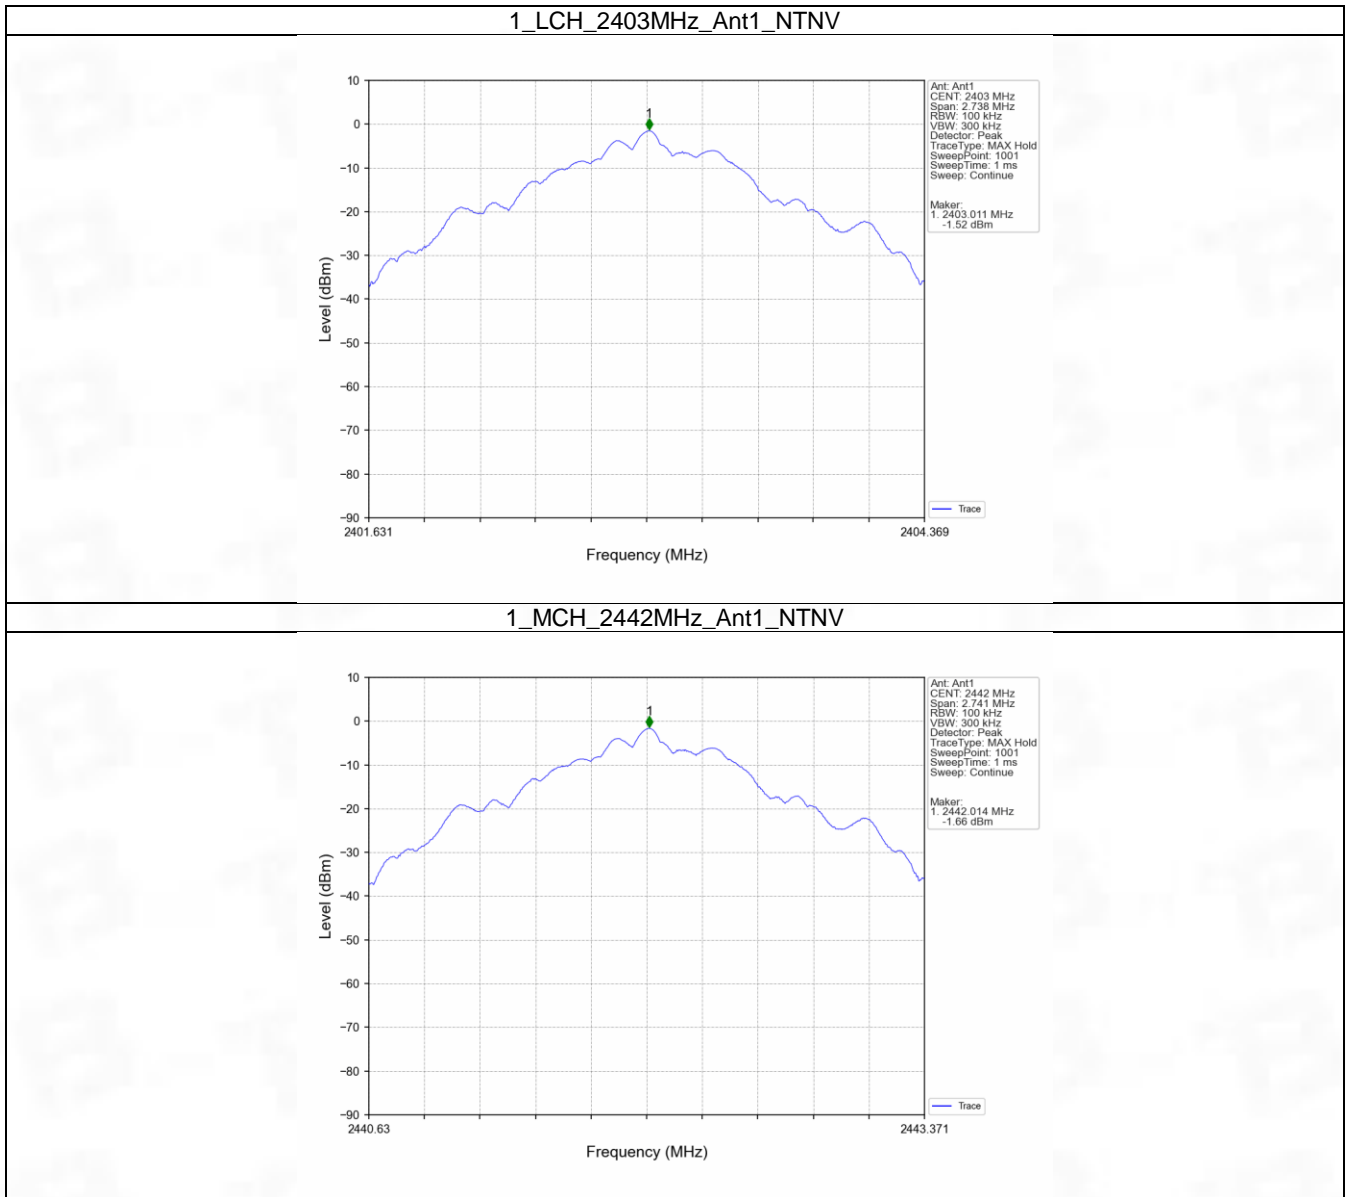 1_LCH_2403MHz_Ant1_NTNV
10
0
−10
−20
−30
−40
−50
−60
−70
−80
−90
Level (dBm)
1
2401.631
2404.369
Frequency (MHz)
Ant: Ant1
CENT: 2403 MHz
Span: 2.738 MHz
RBW: 100 kHz
VBW: 300 kHz
Detector: Peak
TraceType: MAX Hold
SweepPoint: 1001
SweepTime: 1 ms
Sweep: Continue
Maker:
1. 2403.011 MHz
-1.52 dBm
Trace
1_MCH_2442MHz_Ant1_NTNV
10
0
−10
−20
−30
−40
−50
−60
−70
−80
−90
Level (dBm)
1
2440.63
2443.371
Frequency (MHz)
Ant: Ant1
CENT: 2442 MHz
Span: 2.741 MHz
RBW: 100 kHz
VBW: 300 kHz
Detector: Peak
TraceType: MAX Hold
SweepPoint: 1001
SweepTime: 1 ms
Sweep: Continue
Maker:
1. 2442.014 MHz
-1.66 dBm
Trace